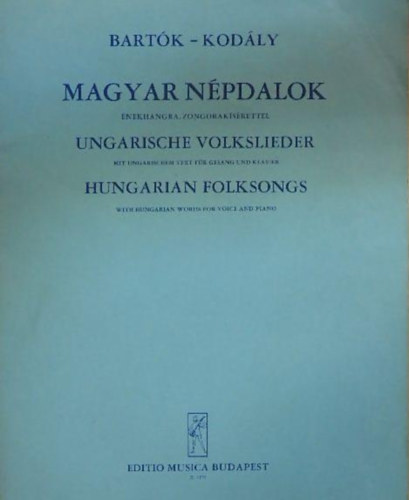 BARTÓK – KODÁLY
MAGYAR NÉPDALOK
ÉNEKHANGRA, ZONGORAKÍSÉRETTEL
UNGARISCHE VOLKSLIEDER
MIT UNGARISCHEM TEXT FÜR GESANG UND KLAVIER
HUNGARIAN FOLKSONGS
WITH HUNGARIAN WORDS FOR VOICE AND PIANO
EDITIO MUSICA BUDAPEST